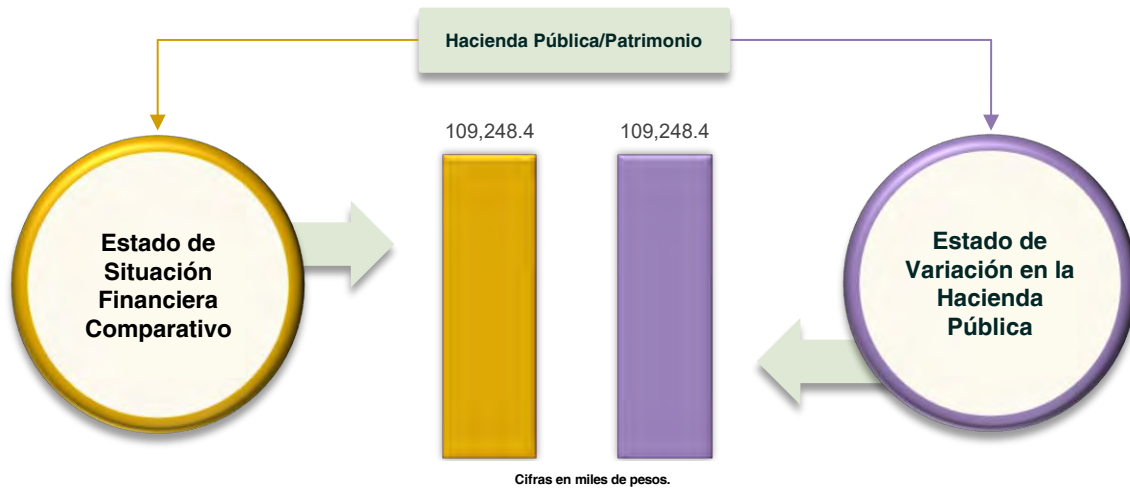 Hacienda Pública/Patrimonio
109,248.4
109,248.4
Estado de
Situación
Financiera
Comparativo
Estado de
Variación en la
Hacienda
Pública
Cifras en miles de pesos.